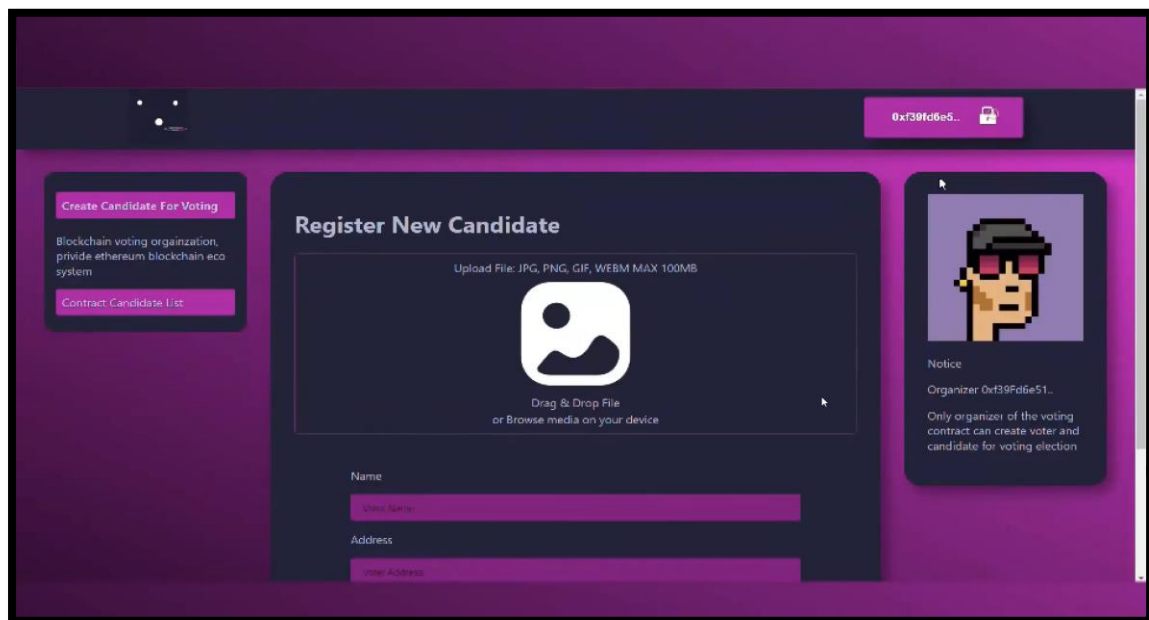 0xf39fd6e5..
Create Candidate For Voting
Blockchain voting orgainzation,
privide ethereum blockchain eco
system
Contract Candidate List
Register New Candidate
Upload File: JPG, PNG, GIF, WEBM MAX 100MB
Drag & Drop File
or Browse media on your device
Name
Voter Name
Address
Voter Address
Notice
Organizer 0xf39Fd6e51..
Only organizer of the voting
contract can create voter and
candidate for voting election